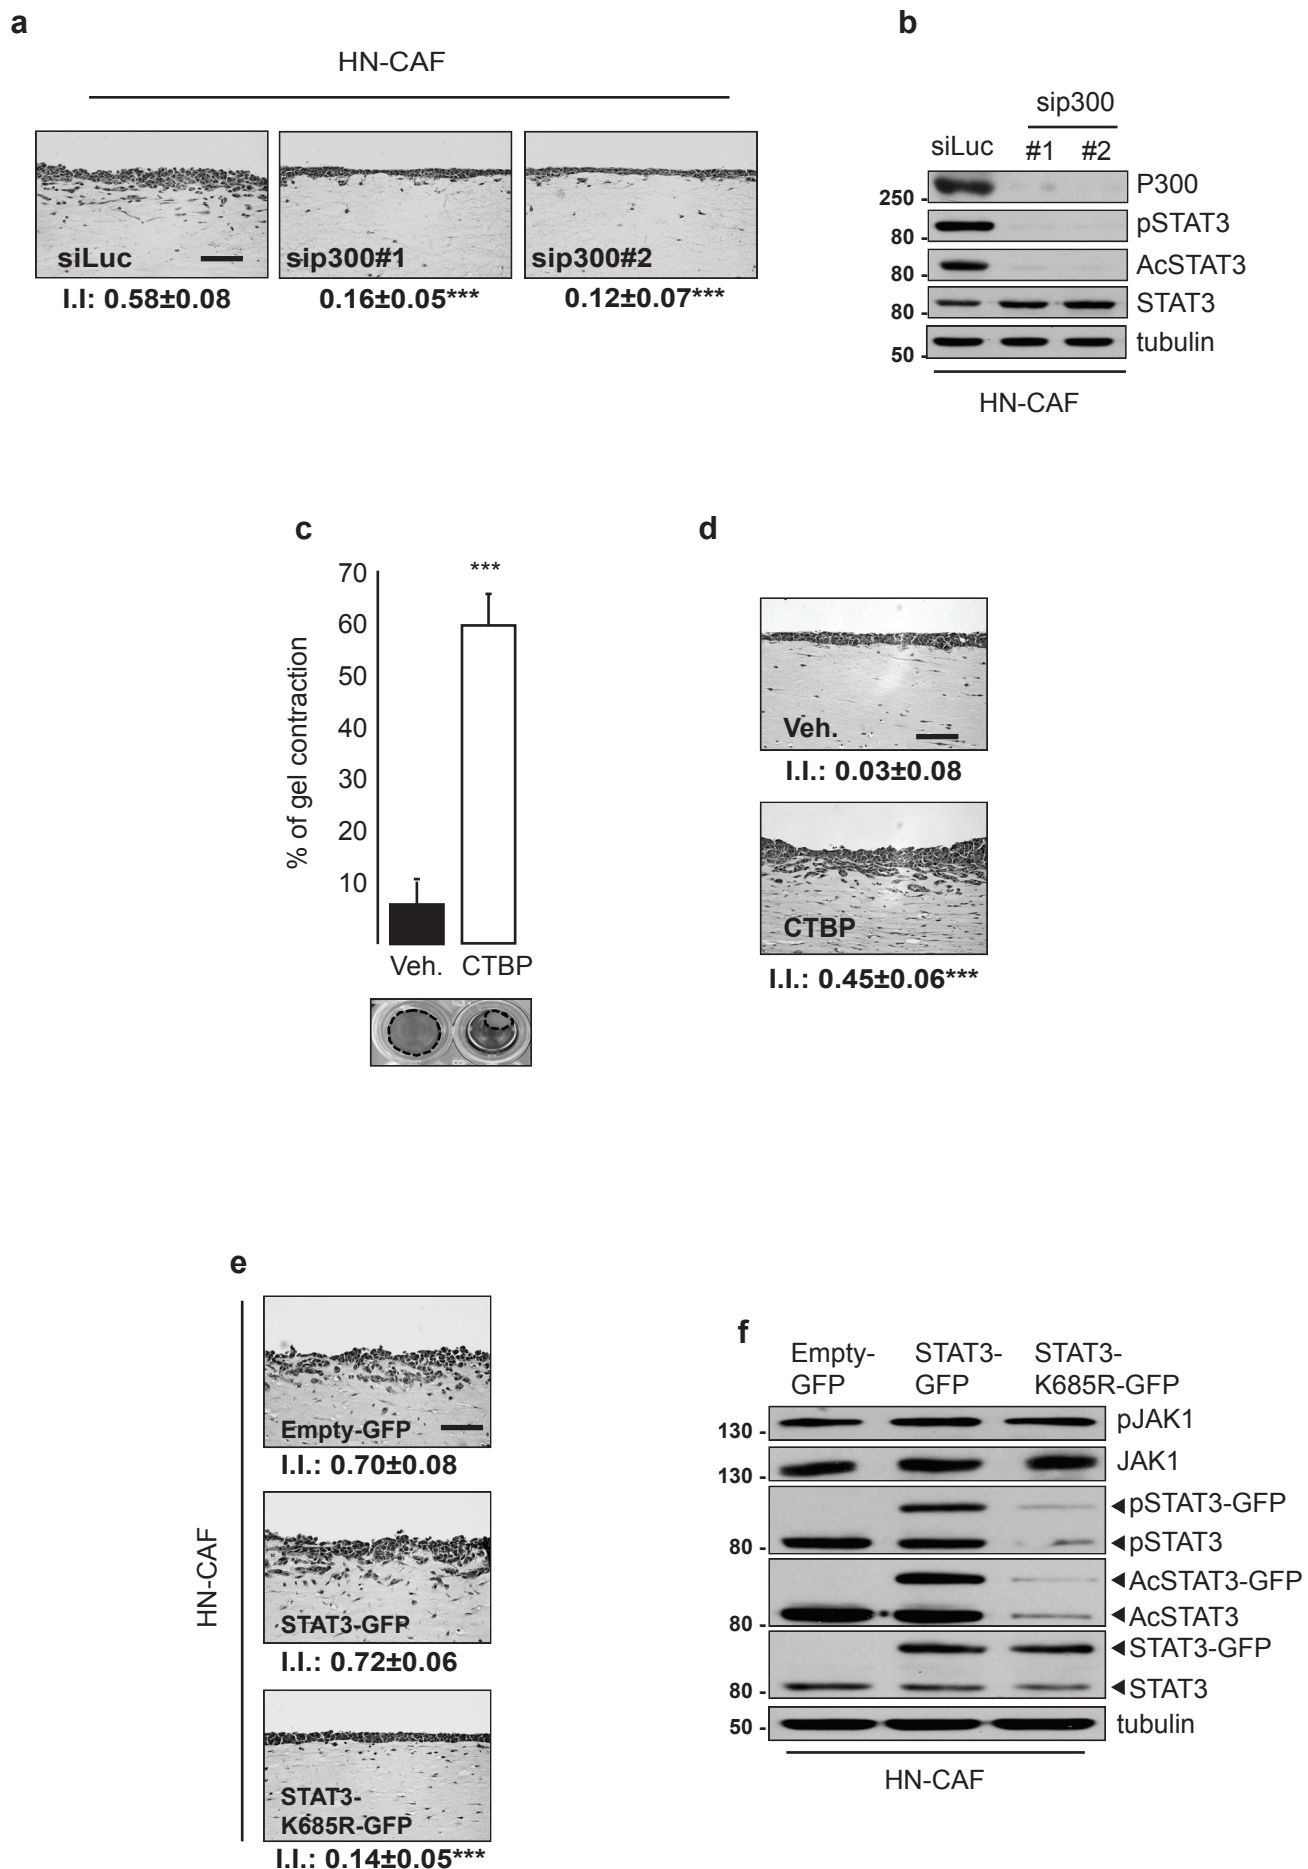 a
HN-CAF
siLuc
sip300#1
sip300#2
I.I: 0.58±0.08
0.16±0.05***
0.12±0.07***
b
sip300
siLuc
#1
#2
P300
250 -
pSTAT3
80 -
AcSTAT3
80 -
STAT3
80 -
tubulin
50 -
HN-CAF
c
% of gel contraction
70
60
50
40
30
20
10
***
Veh.
CTBP
d
Veh.
I.I.: 0.03±0.08
CTBP
I.I.: 0.45±0.06***
e
HN-CAF
Empty-GFP
I.I.: 0.70±0.08
STAT3-GFP
I.I.: 0.72±0.06
STAT3-
K685R-GFP
I.I.: 0.14±0.05***
f
Empty-
GFP
STAT3-
GFP
STAT3-
K685R-GFP
pJAK1
130 -
JAK1
130 -
pSTAT3-GFP
80 -
pSTAT3
AcSTAT3-GFP
80 -
AcSTAT3
STAT3-GFP
80 -
STAT3
50 -
tubulin
HN-CAF